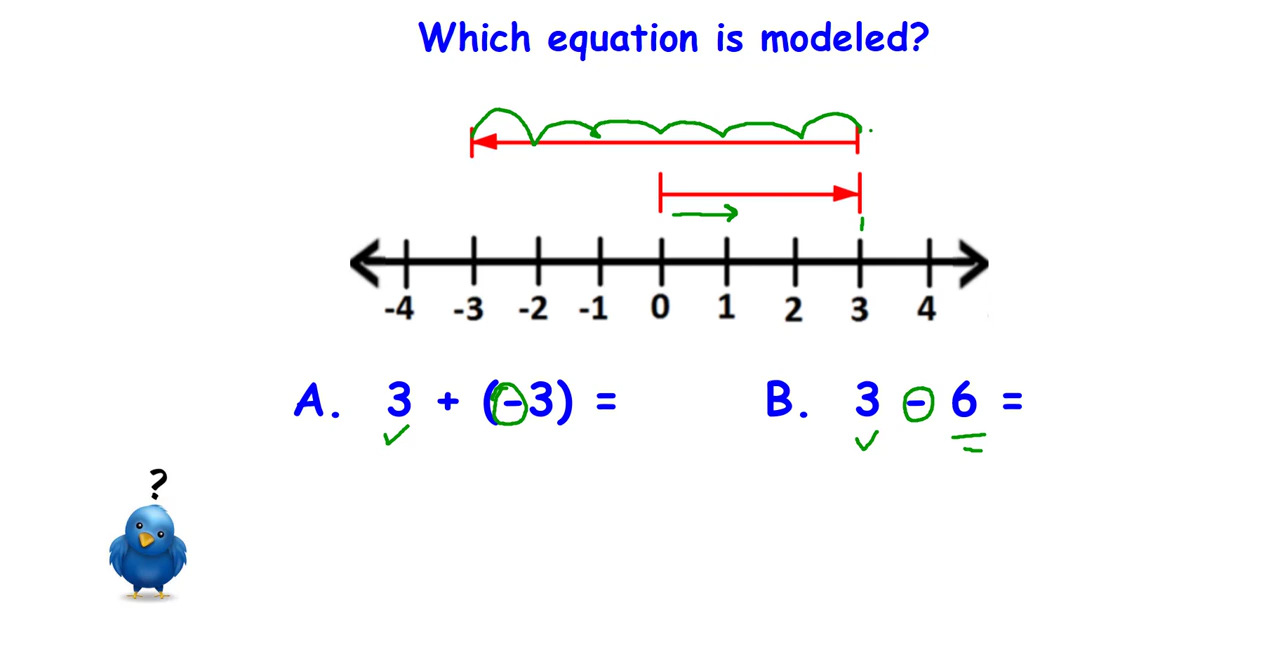 Which equation is modeled?
-4 -3 -2 -1 0 1 2 3 4
A. 3 + (-3) = B. 3 - 6 =
?